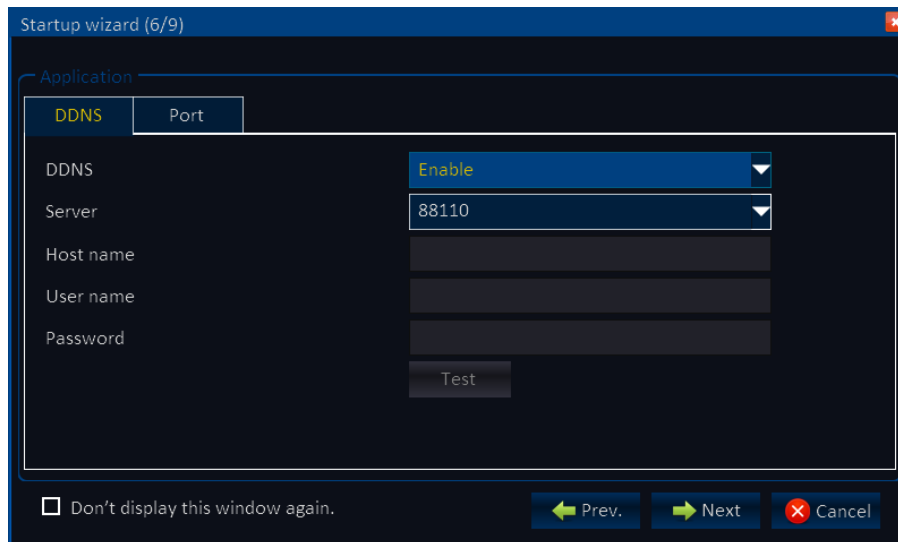 Startup wizard (6/9)
Application
DDNS Port
DDNS Enable
Server 88110
Host name
User name
Password
Test
Don't display this window again. Prev. Next Cancel